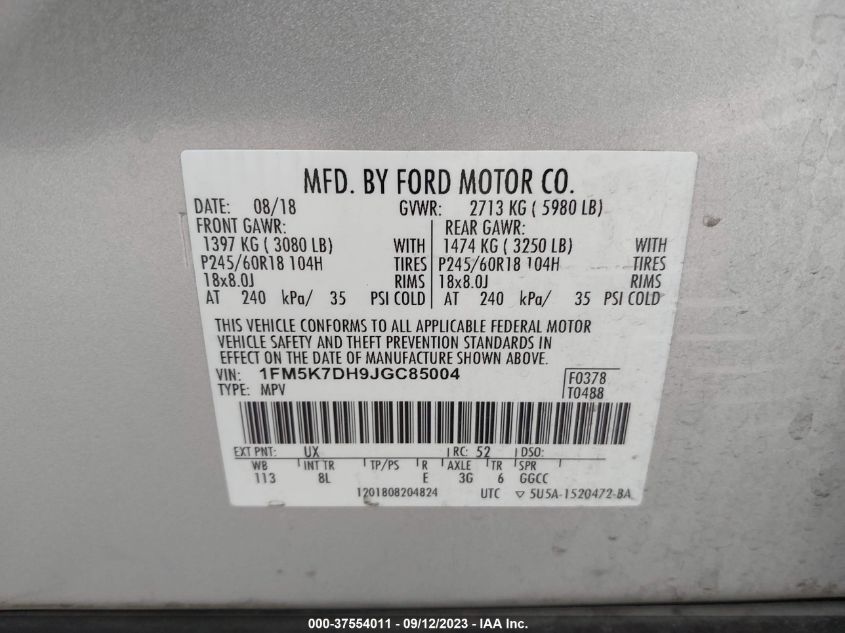 MFD. BY FORD MOTOR CO.
DATE: 08/18 GVWR: 2713 KG ( 5980 LB)
FRONT GAWR: REAR GAWR:
1397 KG ( 3080 LB) WITH 1474 KG ( 3250 LB) WITH
P245/60R18 104H TIRES P245/60R18 104H TIRES
18x8.0J RIMS 18x8.0J RIMS
AT 240 kPa/ 35 PSI COLD AT 240 kPa/ 35 PSI COLD
THIS VEHICLE CONFORMS TO ALL APPLICABLE FEDERAL MOTOR
VEHICLE SAFETY AND THEFT PREVENTION STANDARDS IN
EFFECT ON THE DATE OF MANUFACTURE SHOWN ABOVE.
VIN: 1FM5K7DH9JGC85004 F0378
TYPE: MPV T0488
EXT PNT: UX RC: 52 DSO:
WB INT TR TP/PS R AXLE TR SPR
113 8L E 3G 6 GGCC
1201808204824 UTC ▽ 5U5A-1520472-BA
000-37554011 - 09/12/2023 - © IAA, Inc.